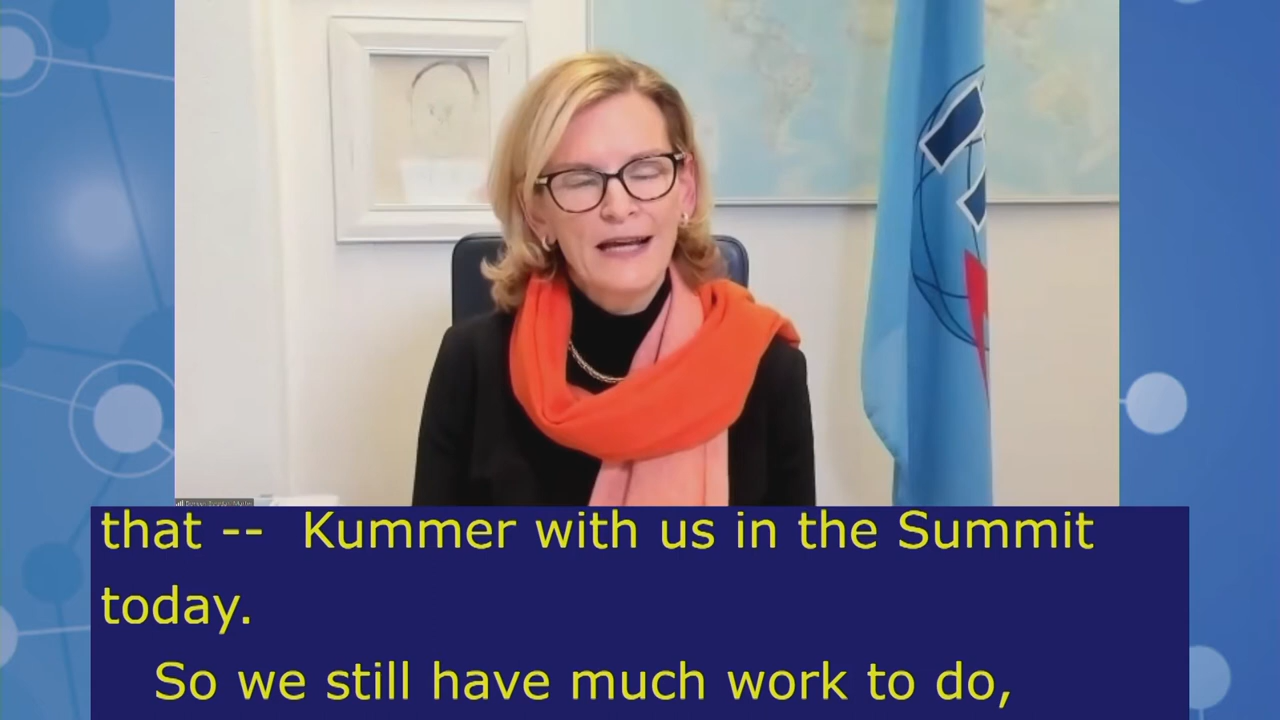 that --  Kummer with us in the Summit
today.
So we still have much work to do,